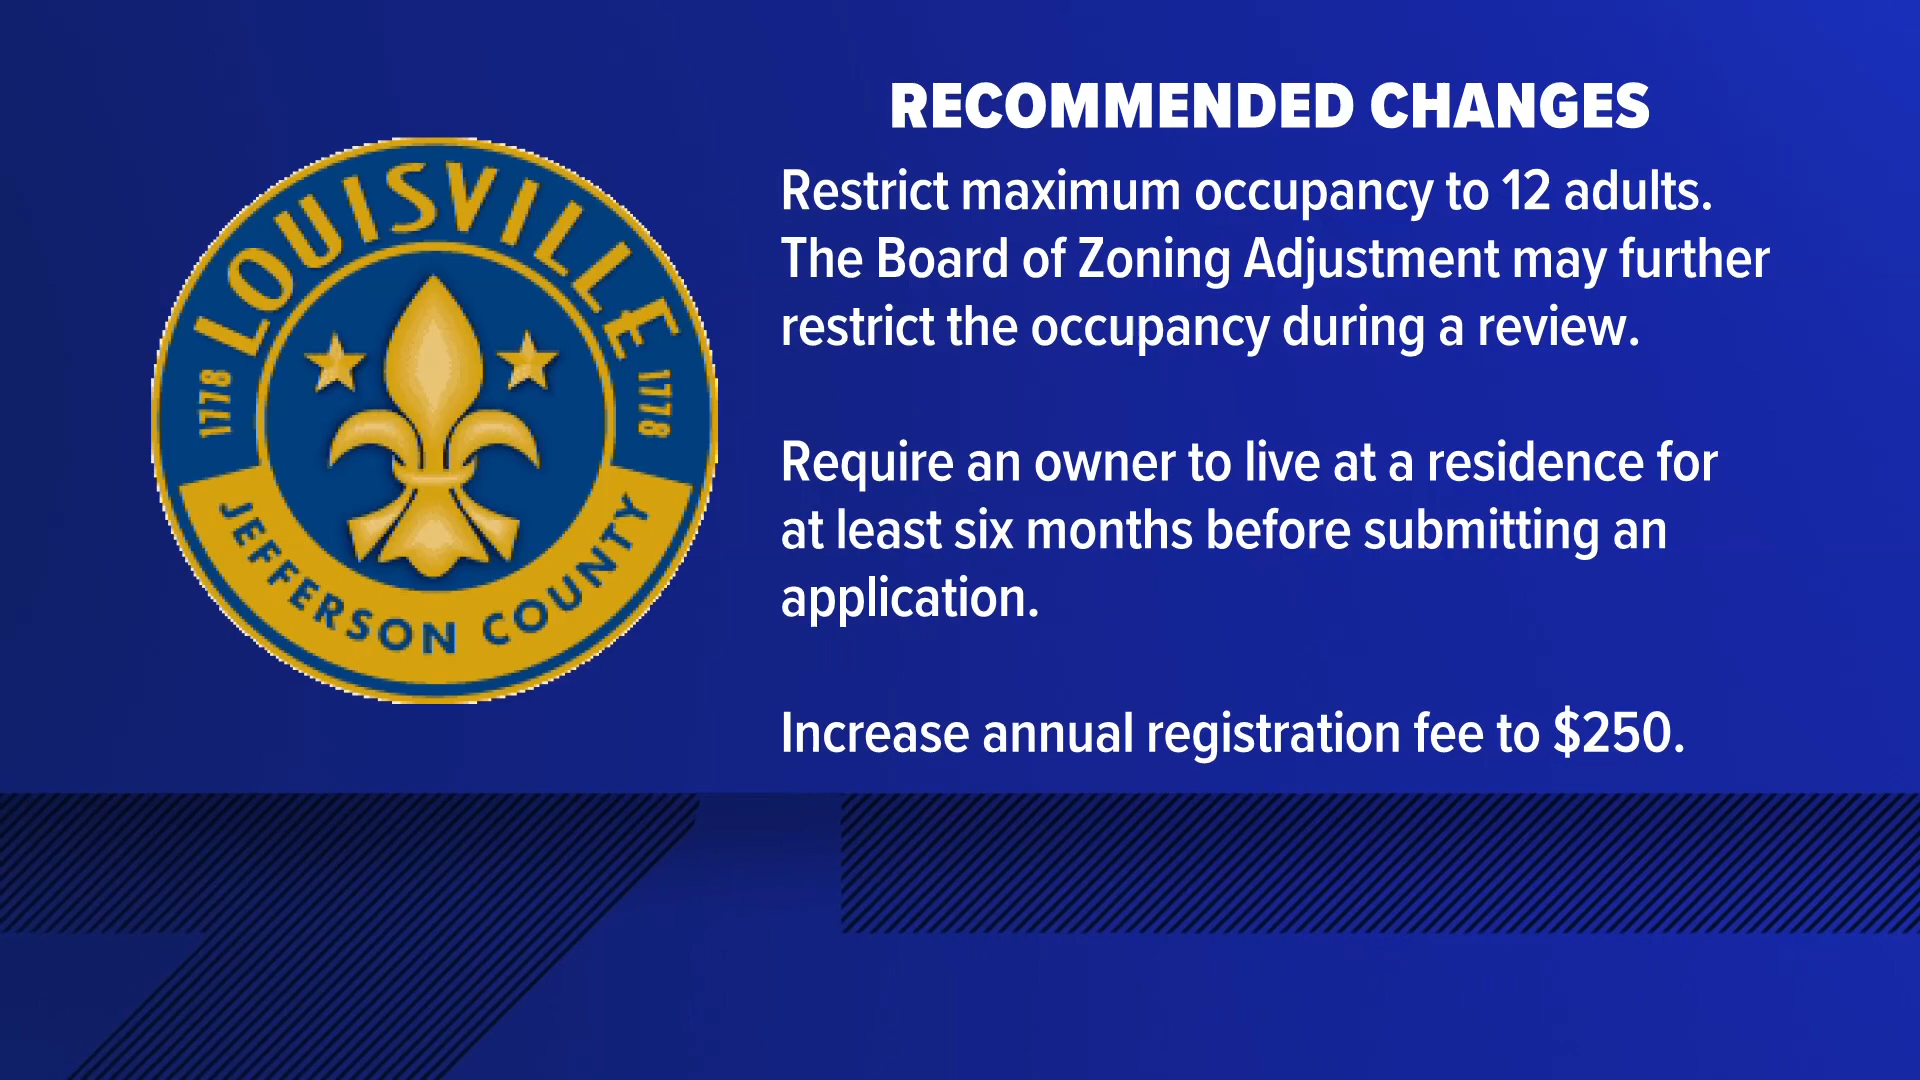 LOUISVILLE
1778
1778
JEFFERSON COUNTY
RECOMMENDED CHANGES
Restrict maximum occupancy to 12 adults.
The Board of Zoning Adjustment may further
restrict the occupancy during a review.
Require an owner to live at a residence for
at least six months before submitting an
application.
Increase annual registration fee to $250.